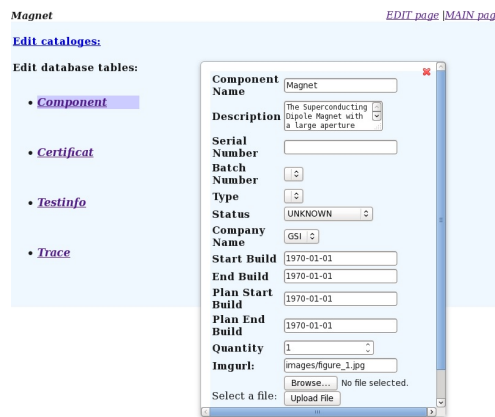 Magnet
EDIT page |MAIN pag
Edit cataloges:
Edit database tables:
Component
Certificat
Testinfo
Trace
Component Name
Magnet
Description
The Superconducting
Dipole Magnet with
a large aperture
Serial Number
Batch Number
Type
Status
UNKNOWN
Company Name
GSI
Start Build
1970-01-01
End Build
1970-01-01
Plan Start Build
1970-01-01
Plan End Build
1970-01-01
Quantity
1
Imgurl:
images/figure_1.jpg
Browse... No file selected.
Select a file: Upload File